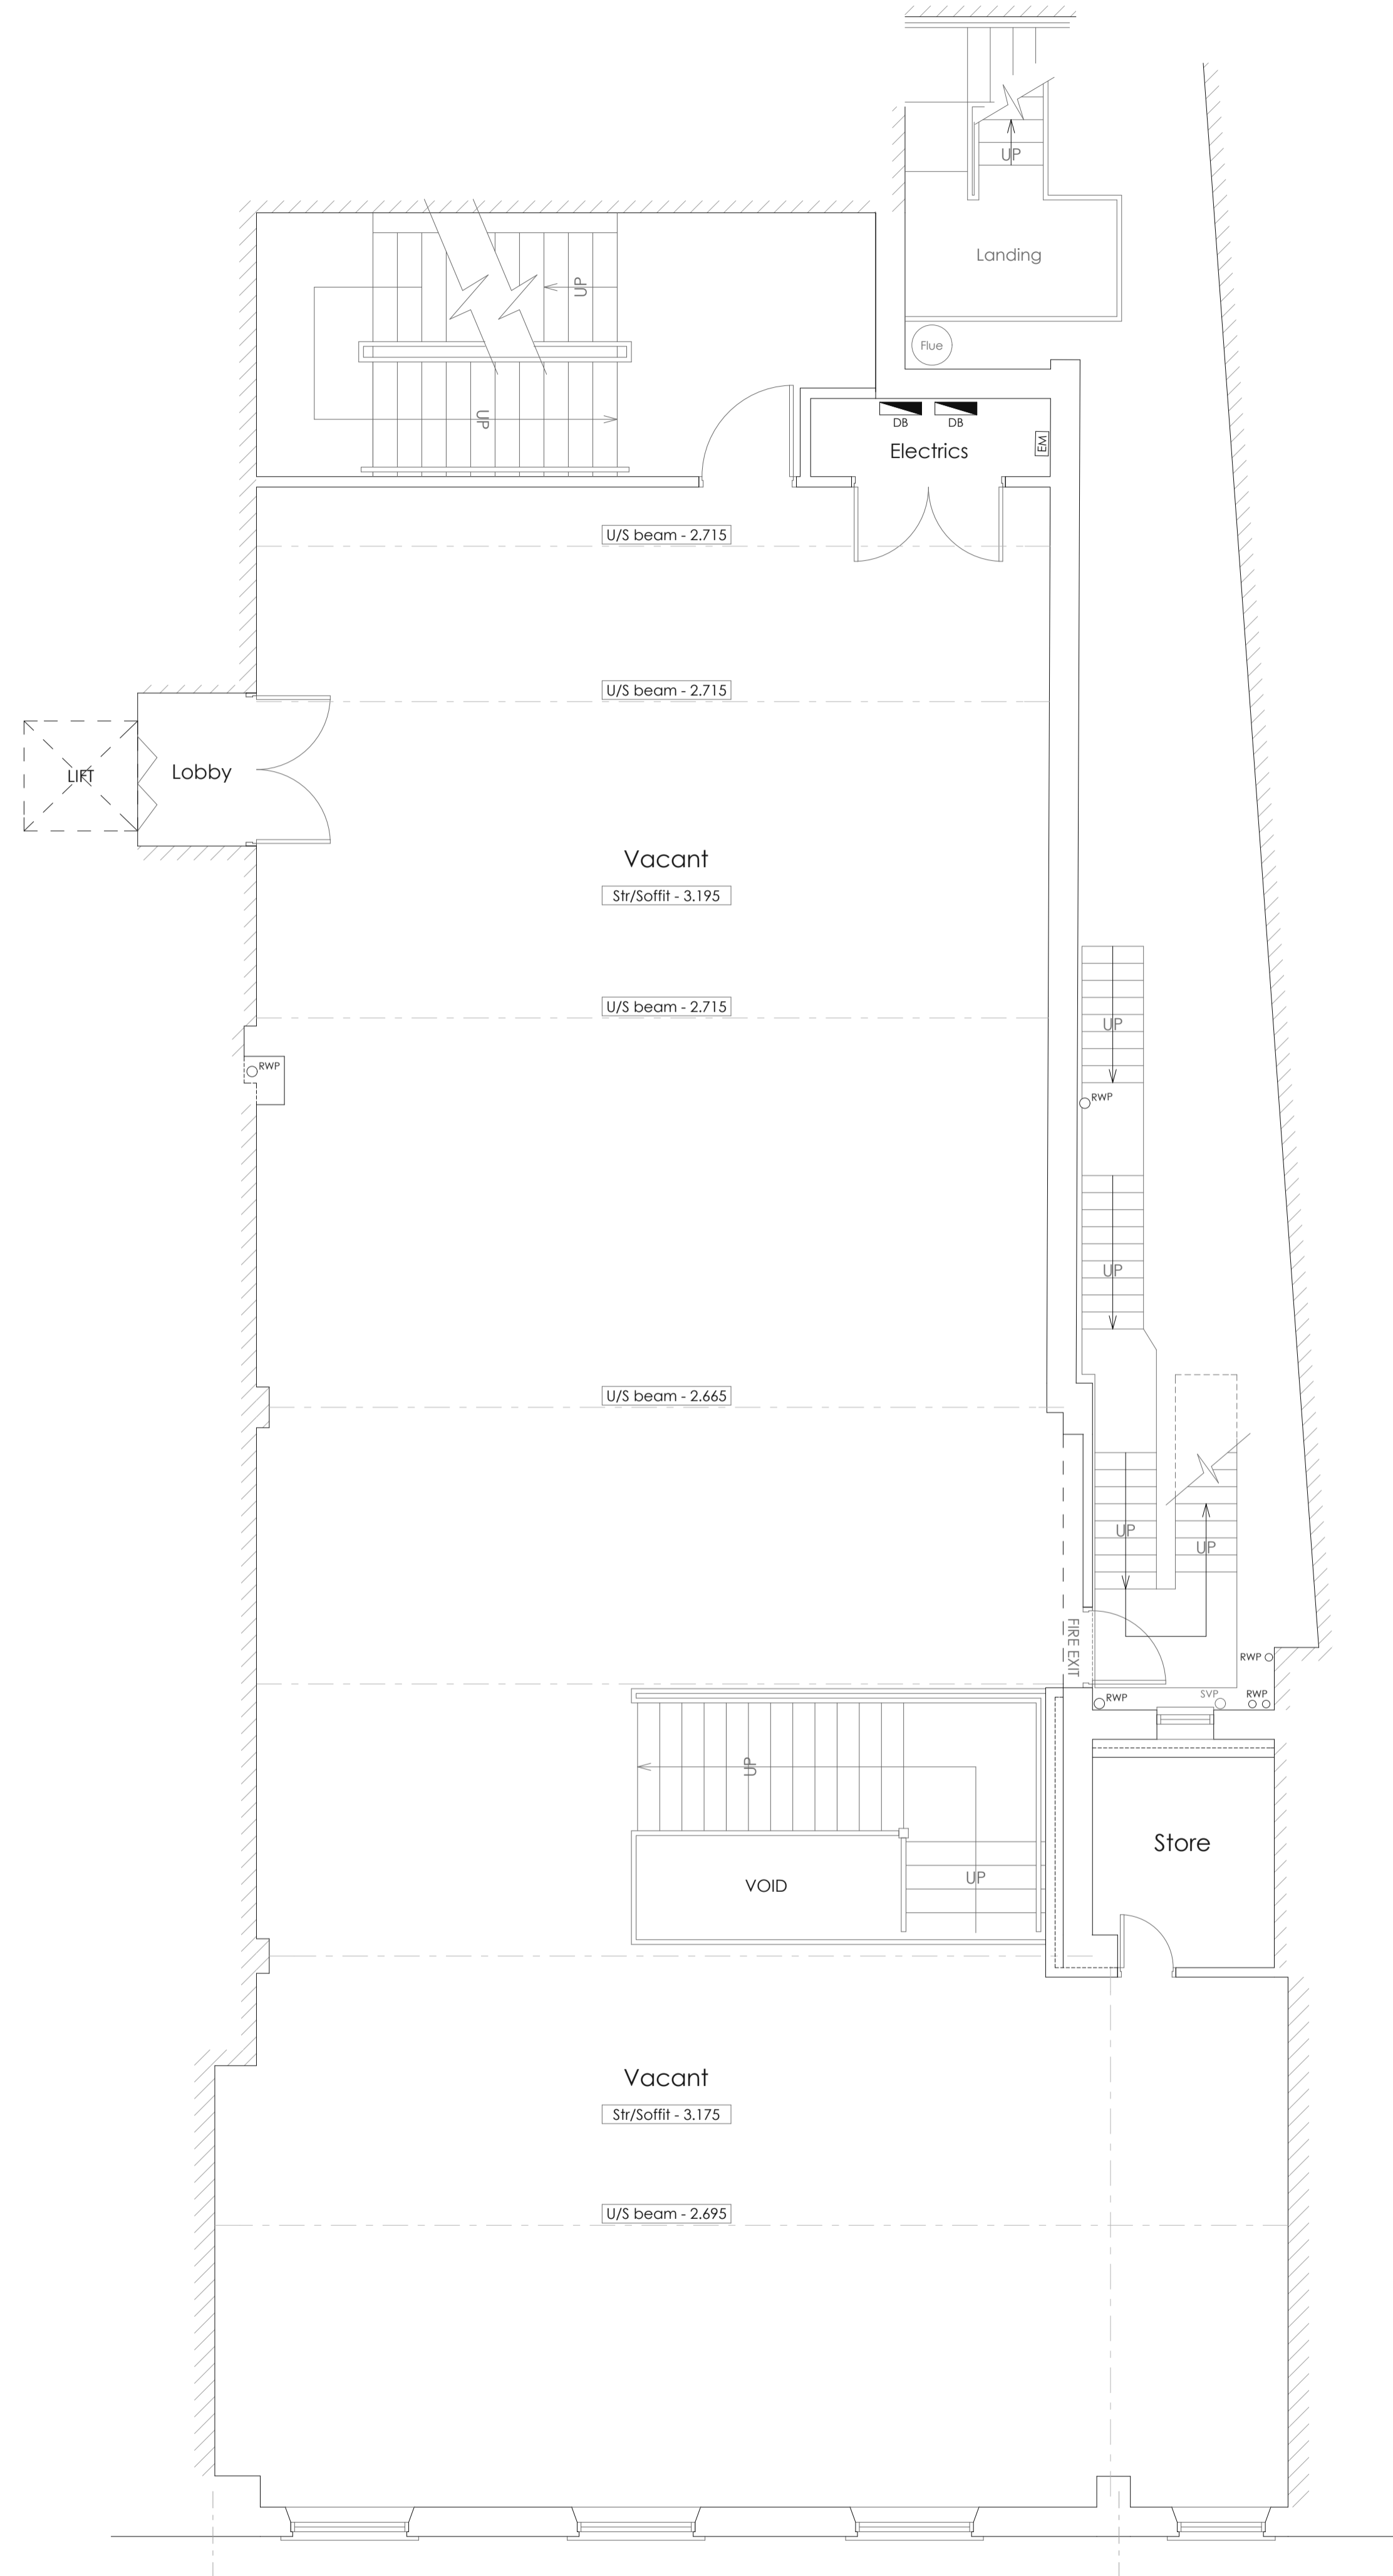 UP
Landing
UP
Flue
UP
DB
DB
EM
Electrics
U/S beam - 2.715
U/S beam - 2.715
LIFT
Lobby
Vacant
Str/Soffit - 3.195
U/S beam - 2.715
UP
RWP
RWP
UP
U/S beam - 2.665
UP
UP
FIRE EXIT
RWP
RWP
SVP
RWP
UP
Store
UP
VOID
Vacant
Str/Soffit - 3.175
U/S beam - 2.695